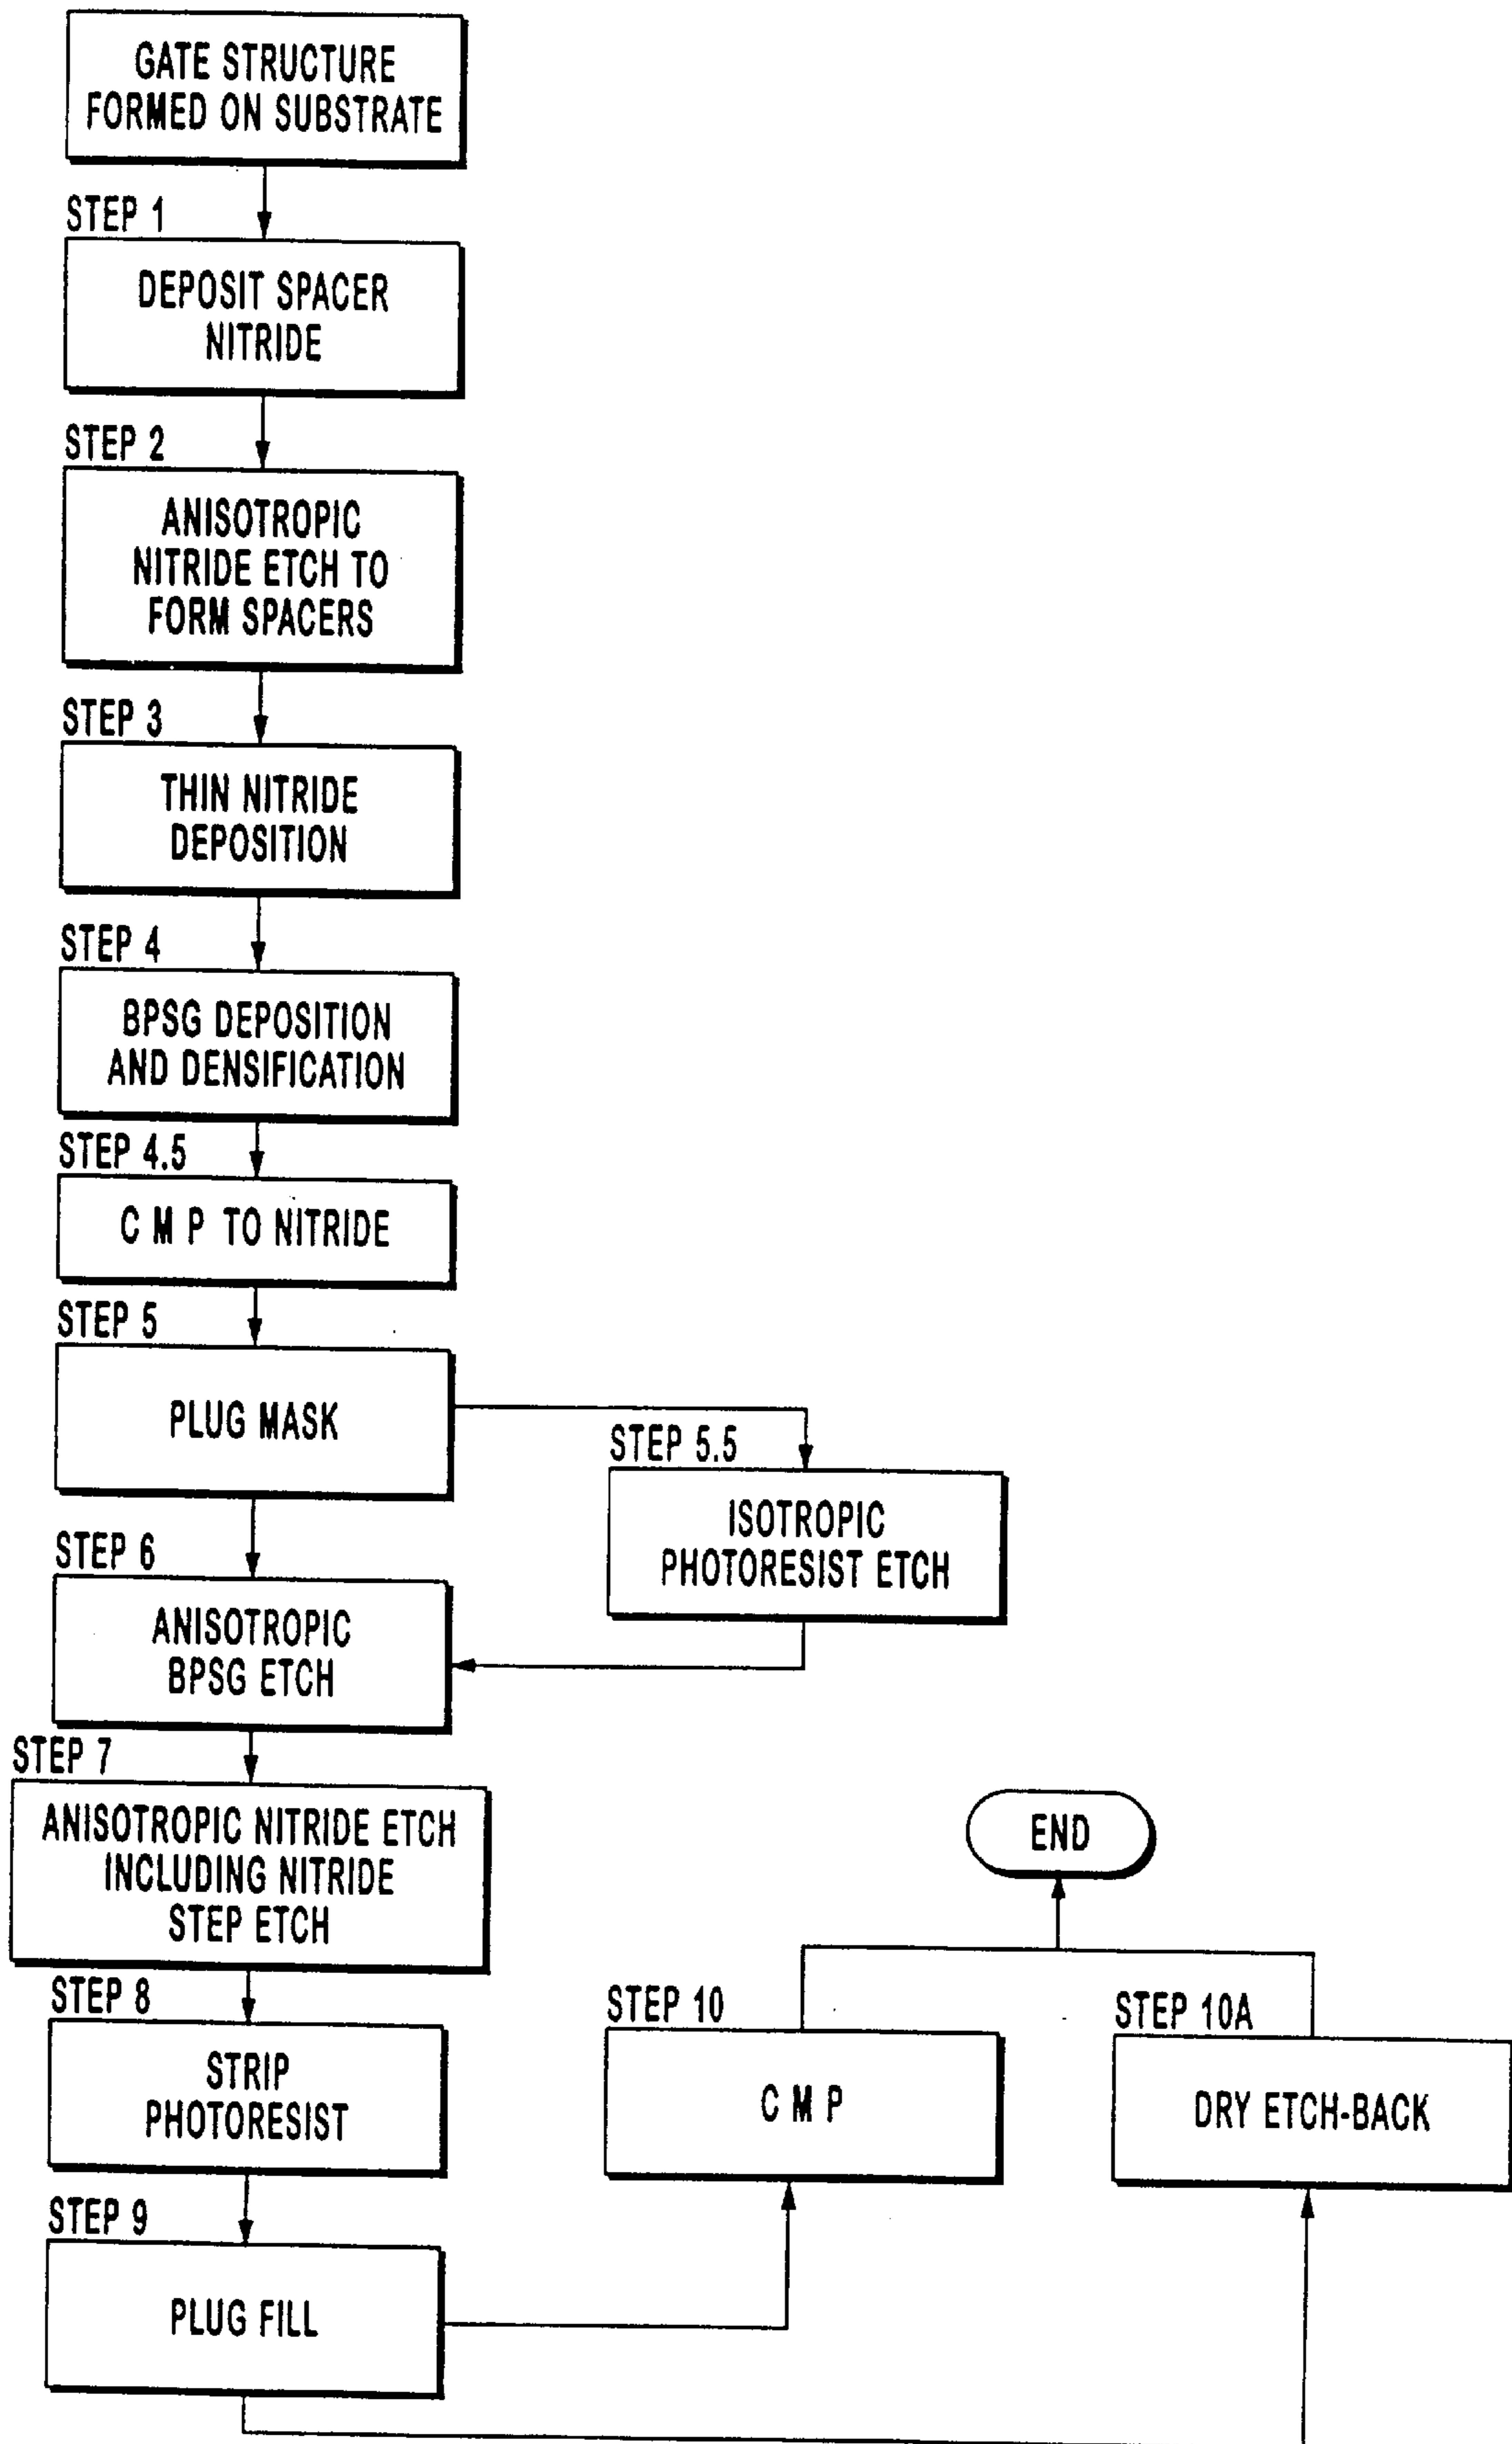 GATE STRUCTURE
FORMED ON SUBSTRATE
STEP 1
DEPOSIT SPACER
NITRIDE
STEP 2
ANISOTROPIC
NITRIDE ETCH TO
FORM SPACERS
STEP 3
THIN NITRIDE
DEPOSITION
STEP 4
BPSG DEPOSITION
AND DENSIFICATION
STEP 4.5
C M P TO NITRIDE
STEP 5
PLUG MASK
STEP 5.5
ISOTROPIC
PHOTORESIST ETCH
STEP 6
ANISOTROPIC
BPSG ETCH
STEP 7
ANISOTROPIC NITRIDE ETCH
INCLUDING NITRIDE
STEP ETCH
STEP 8
STRIP
PHOTORESIST
STEP 9
PLUG FILL
STEP 10
C M P
STEP 10A
DRY ETCH-BACK
END